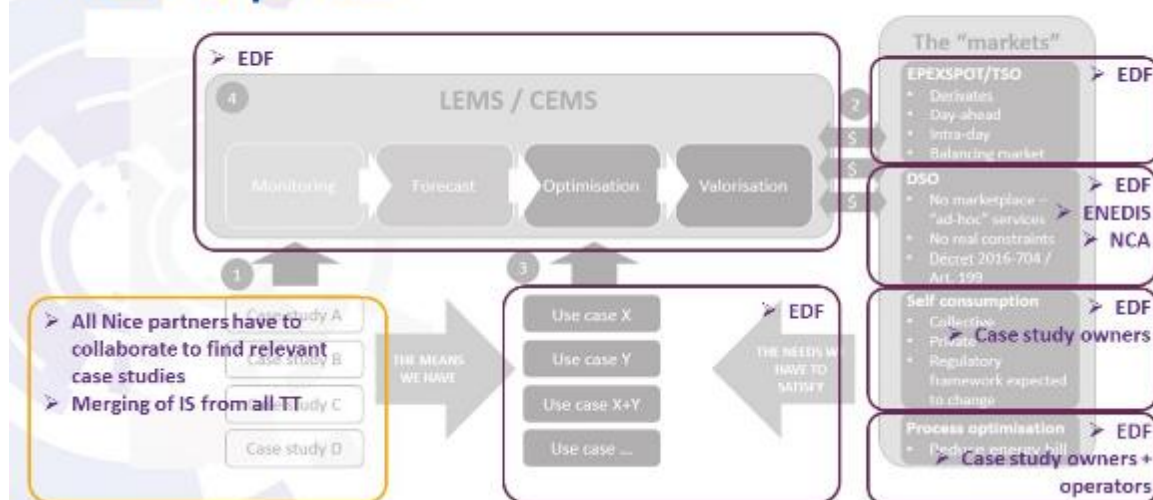 ➤ EDF
4
LEMS / CEMS
Monitoring
Forecast
Optimisation
Valorisation
2
$
$
$
The "markets"
EPEXSPOT/TSO
• Derivates
• Day-ahead
• Intra-day
• Balancing market
➤ EDF
DSO
• No marketplace –
"ad-hoc" services
• No real constraints
• Décret 2016-704 /
Art. 199
➤ EDF
➤ ENEDIS
➤ NCA
Self consumption
• Collective
• Private
• Regulatory
framework expected
to change
➤ EDF
➤ Case study owners
Process optimisation
• Reduce energy bill
➤ EDF
➤ Case study owners +
operators
1
Case study A
Case study B
Case study C
Case study D
➤ All Nice partners have to
collaborate to find relevant
case studies
➤ Merging of IS from all TT
THE MEANS
WE HAVE
3
Use case X
Use case Y
Use case X+Y
Use case ...
➤ EDF
THE NEEDS WE
HAVE TO
SATISFY